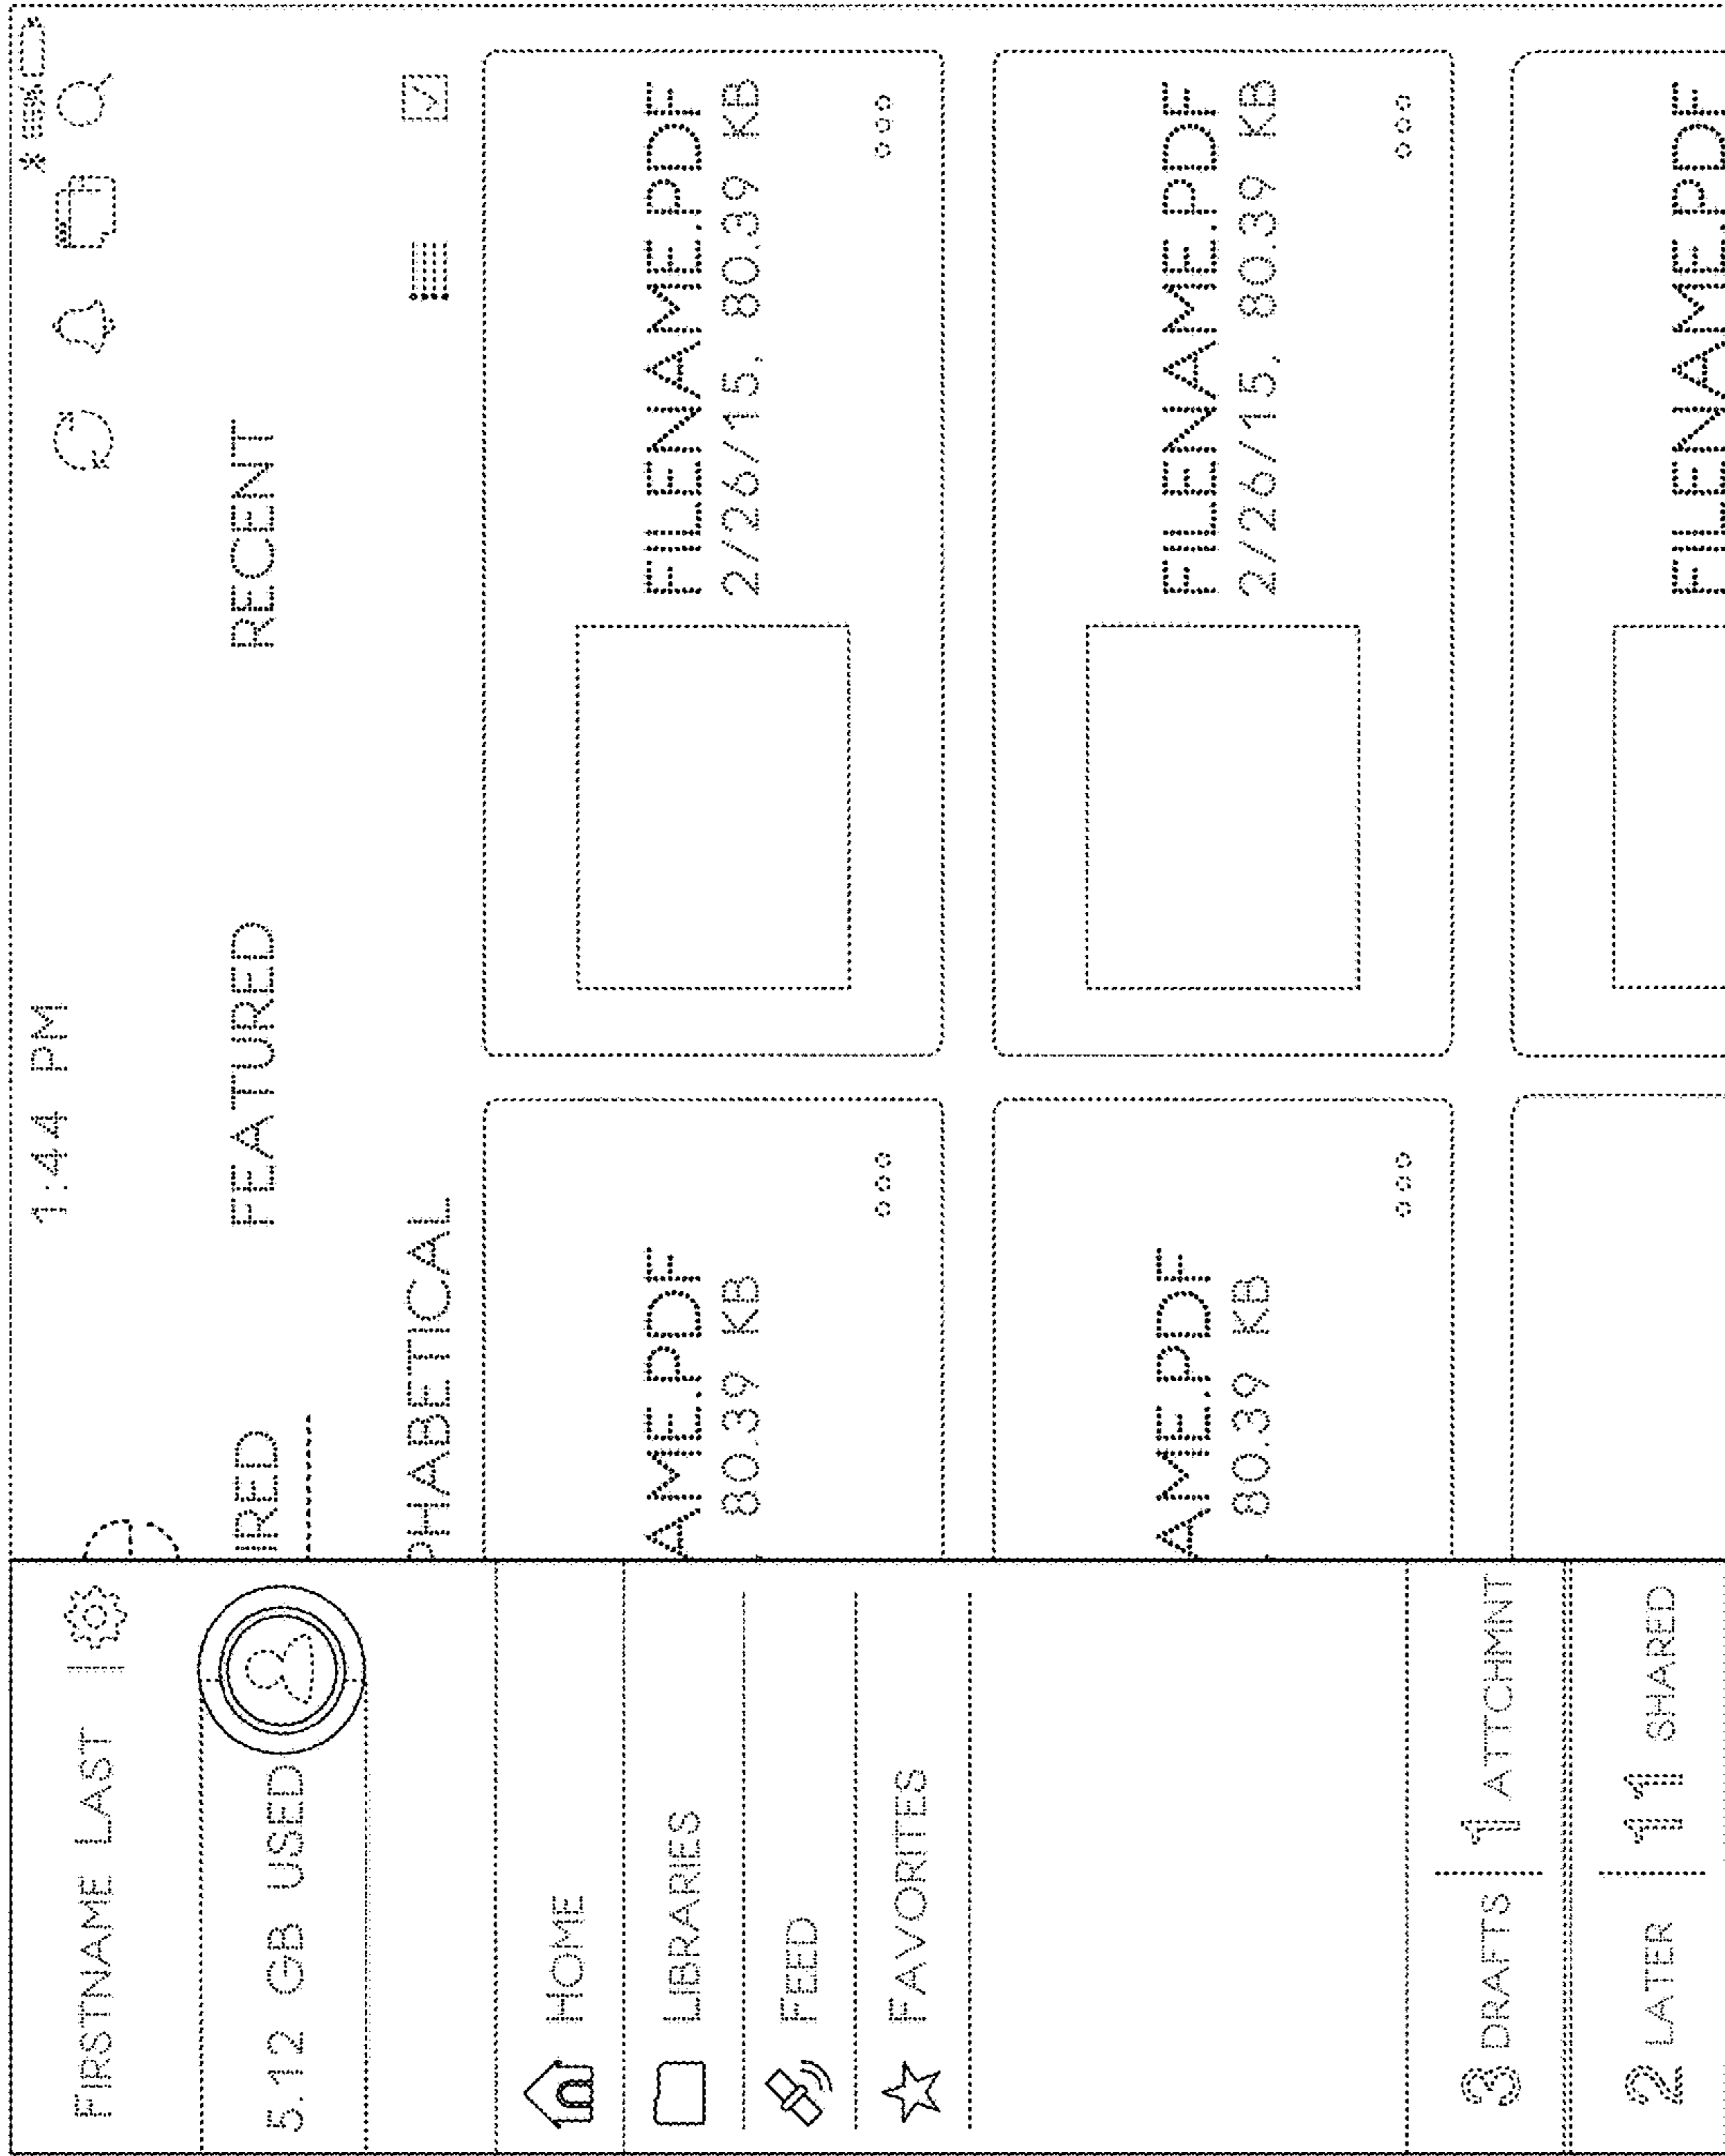 1:44 PM
FIRSTNAME LAST
5.12 GB USED
HOME
LIBRARIES
FEED
FAVORITES
3 DRAFTS 1 ATTCHMNT
2 LATER 11 SHARED
IRED FEATURED RECENT
PHABETICAL
AME.PDF
80.39 KB
FILENAME.PDF
2/26/15, 80.39 KB
AME.PDF
80.39 KB
FILENAME.PDF
2/26/15, 80.39 KB
FILENAME.PDF